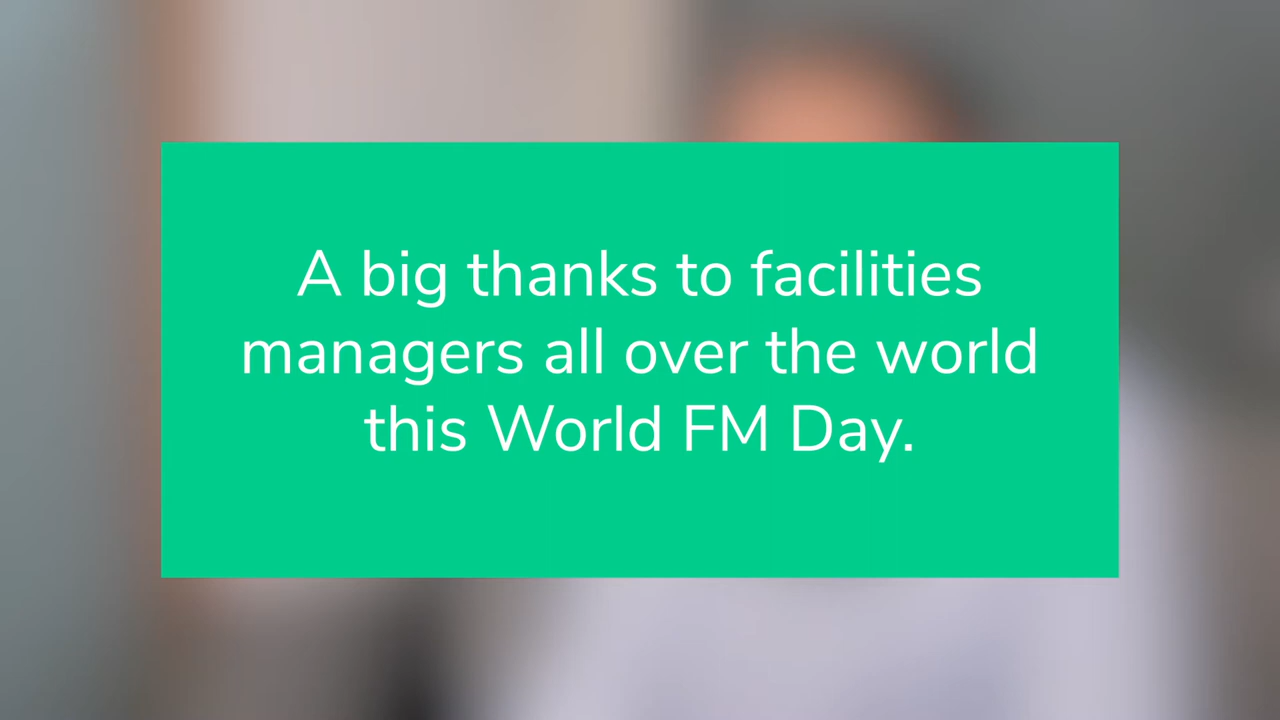 A big thanks to facilities
managers all over the world
this World FM Day.